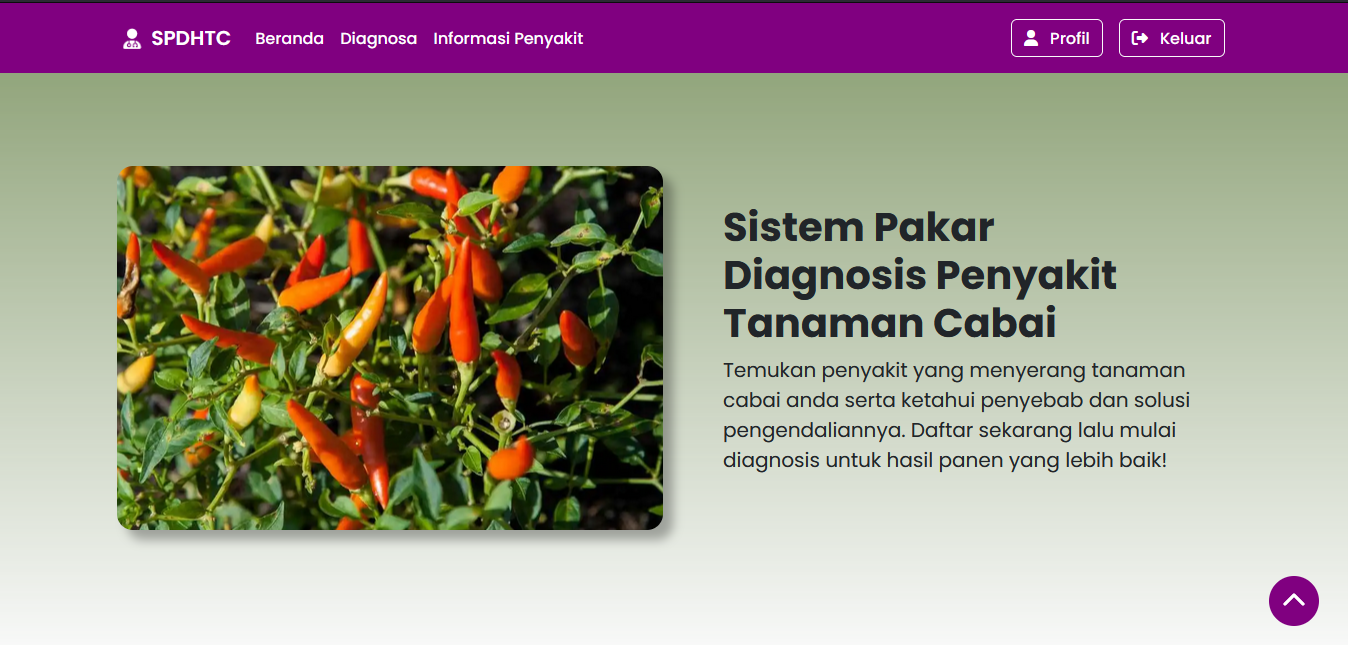 SPDHTC Beranda Diagnosa Informasi Penyakit Profil Keluar
Sistem Pakar
Diagnosis Penyakit
Tanaman Cabai
Temukan penyakit yang menyerang tanaman
cabai anda serta ketahui penyebab dan solusi
pengendaliannya. Daftar sekarang lalu mulai
diagnosis untuk hasil panen yang lebih baik!